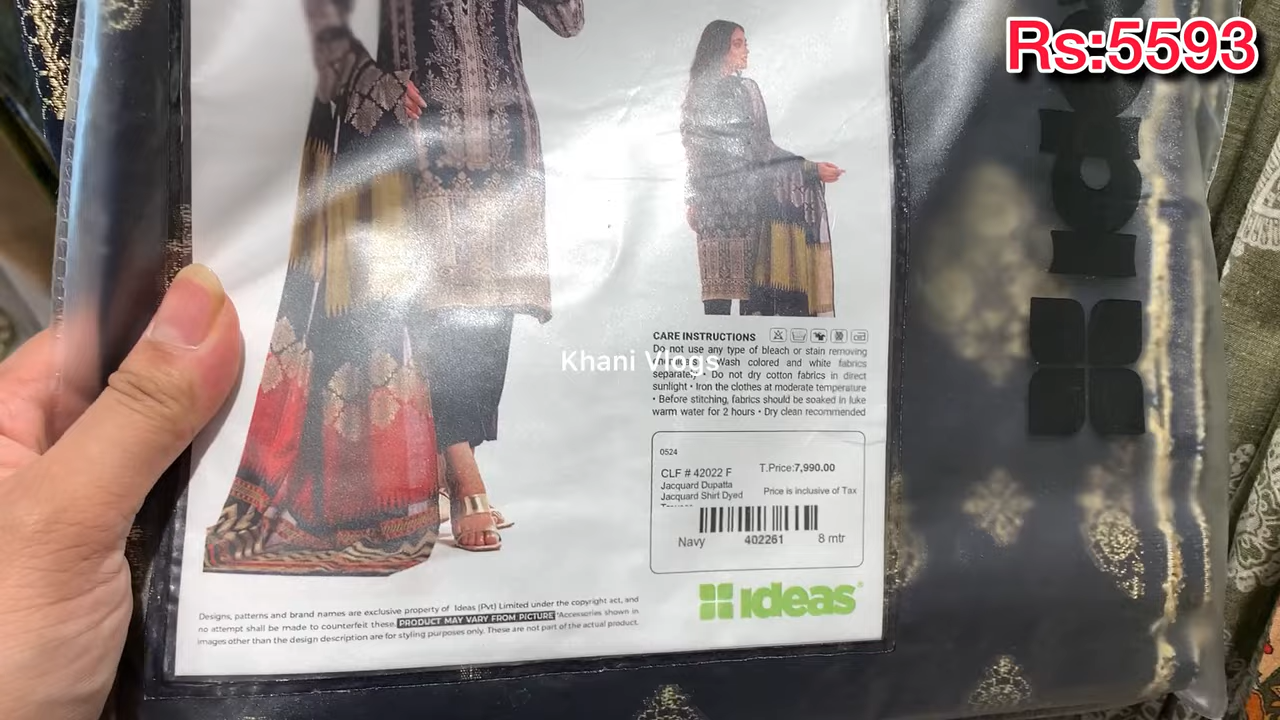 Rs:5593
CARE INSTRUCTIONS
Do not use any type of bleach or stain removing
Wash colored and white fabrics
separately • Do not dry cotton fabrics in direct
sunlight • Iron the clothes at moderate temperature
• Before stitching, fabrics should be soaked in luke
warm water for 2 hours • Dry clean recommended
Khani Vlogs
0524
CLF # 42022 F
T.Price:7,990.00
Jacquard Dupatta
Jacquard Shirt Dyed
Price is inclusive of Tax
Navy
402261
8 mtr
ideas
Designs, patterns and brand names are exclusive property of Ideas (Pvt) Limited under the copyright act, and
no attempt shall be made to counterfeit these. PRODUCT MAY VARY FROM PICTURE *Accessories shown in
images other than the design description are for styling purposes only. These are not part of the actual product.